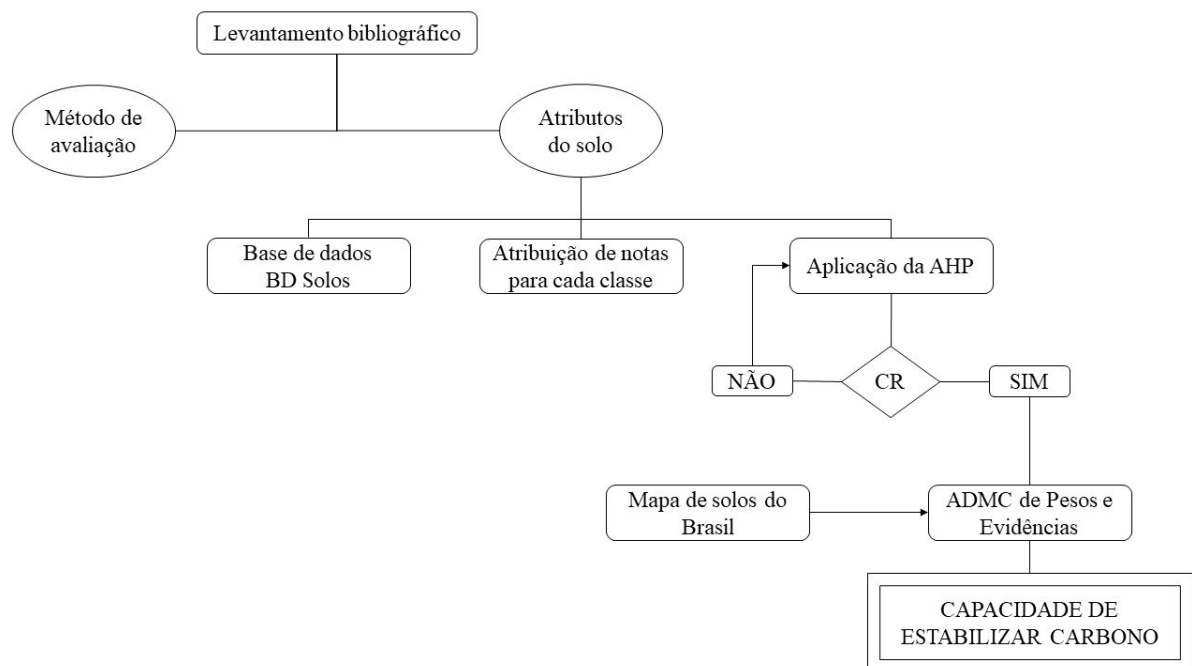 Levantamento bibliográfico
Método de
avaliação
Atributos
do solo
Base de dados
BD Solos
Atribuição de notas
para cada classe
Aplicação da AHP
NÃO
CR
SIM
Mapa de solos do
Brasil
ADMC de Pesos e
Evidências
CAPACIDADE DE
ESTABILIZAR CARBONO